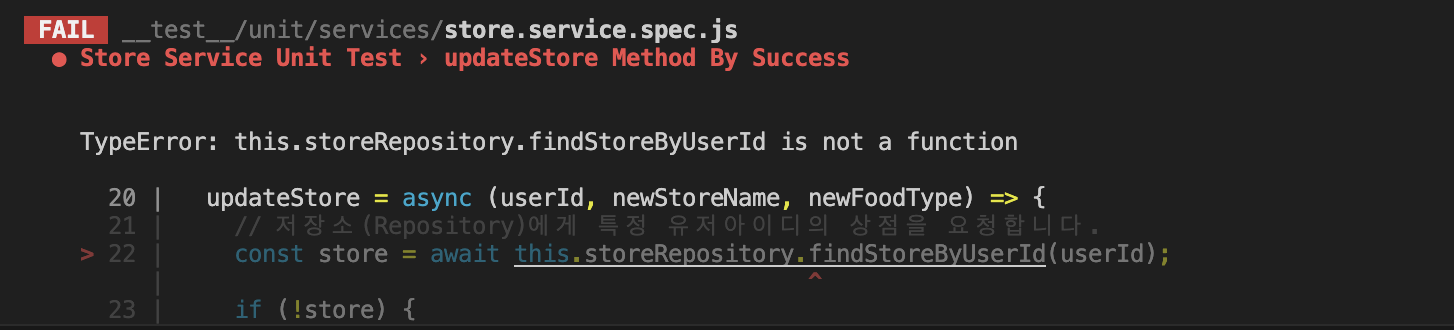 FAIL __test__/unit/services/store.service.spec.js
● Store Service Unit Test › updateStore Method By Success
TypeError: this.storeRepository.findStoreByUserId is not a function
20 | updateStore = async (userId, newStoreName, newFoodType) => {
21 | // 저장소(Repository)에게 특정 유저아이디의 상점을 요청합니다.
> 22 | const store = await this.storeRepository.findStoreByUserId(userId);
| ^
23 | if (!store) {